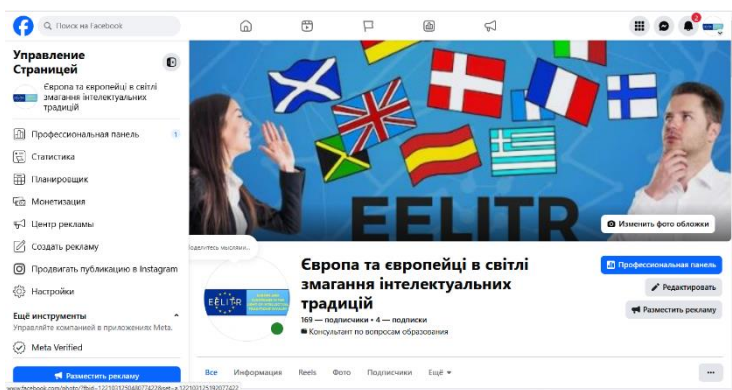 Поиск на Facebook
2
Управление
Страницей
Європа та європейці в світлі
змагання інтелектуальних
традицій
Профессиональная панель 1
Статистика
Планировщик
Монетизация
Центр рекламы
Создать рекламу
Продвигать публикацию в Instagram
Настройки
Ещё инструменты
Управляйте компанией в приложениях Meta.
Meta Verified
Разместить рекламу
EELITR
Изменить фото обложки
Поделитесь мыслями...
EELITR
Європа та європейці в світлі
змагання інтелектуальних
традицій
169 — подписчики • 4 — подписки
Консультант по вопросам образования
Профессиональная панель
Редактировать
Разместить рекламу
Все Информация Reels Фото Подписчики Ещё